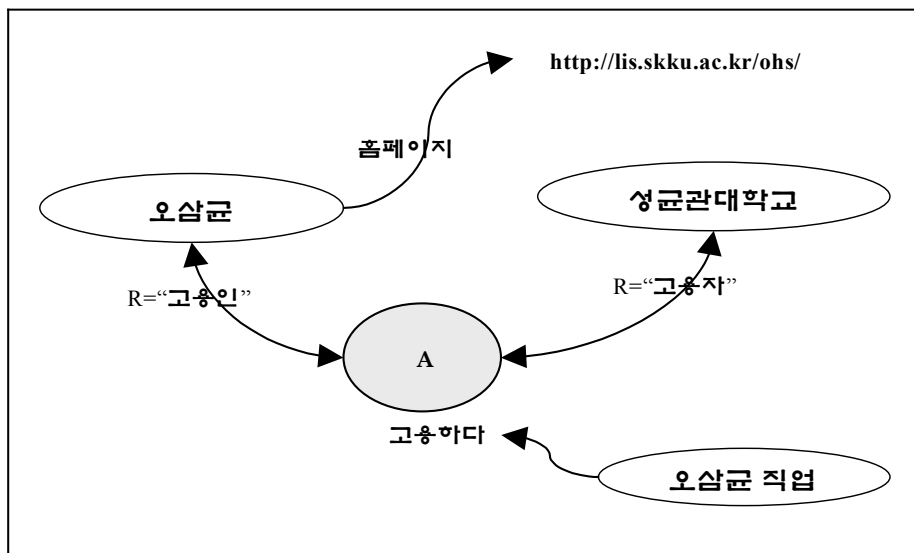 http://lis.skku.ac.kr/ohs/
홈페이지
오삼균
성균관대학교
R=“고용인”
R=“고용자”
A
고용하다
오삼균 직업